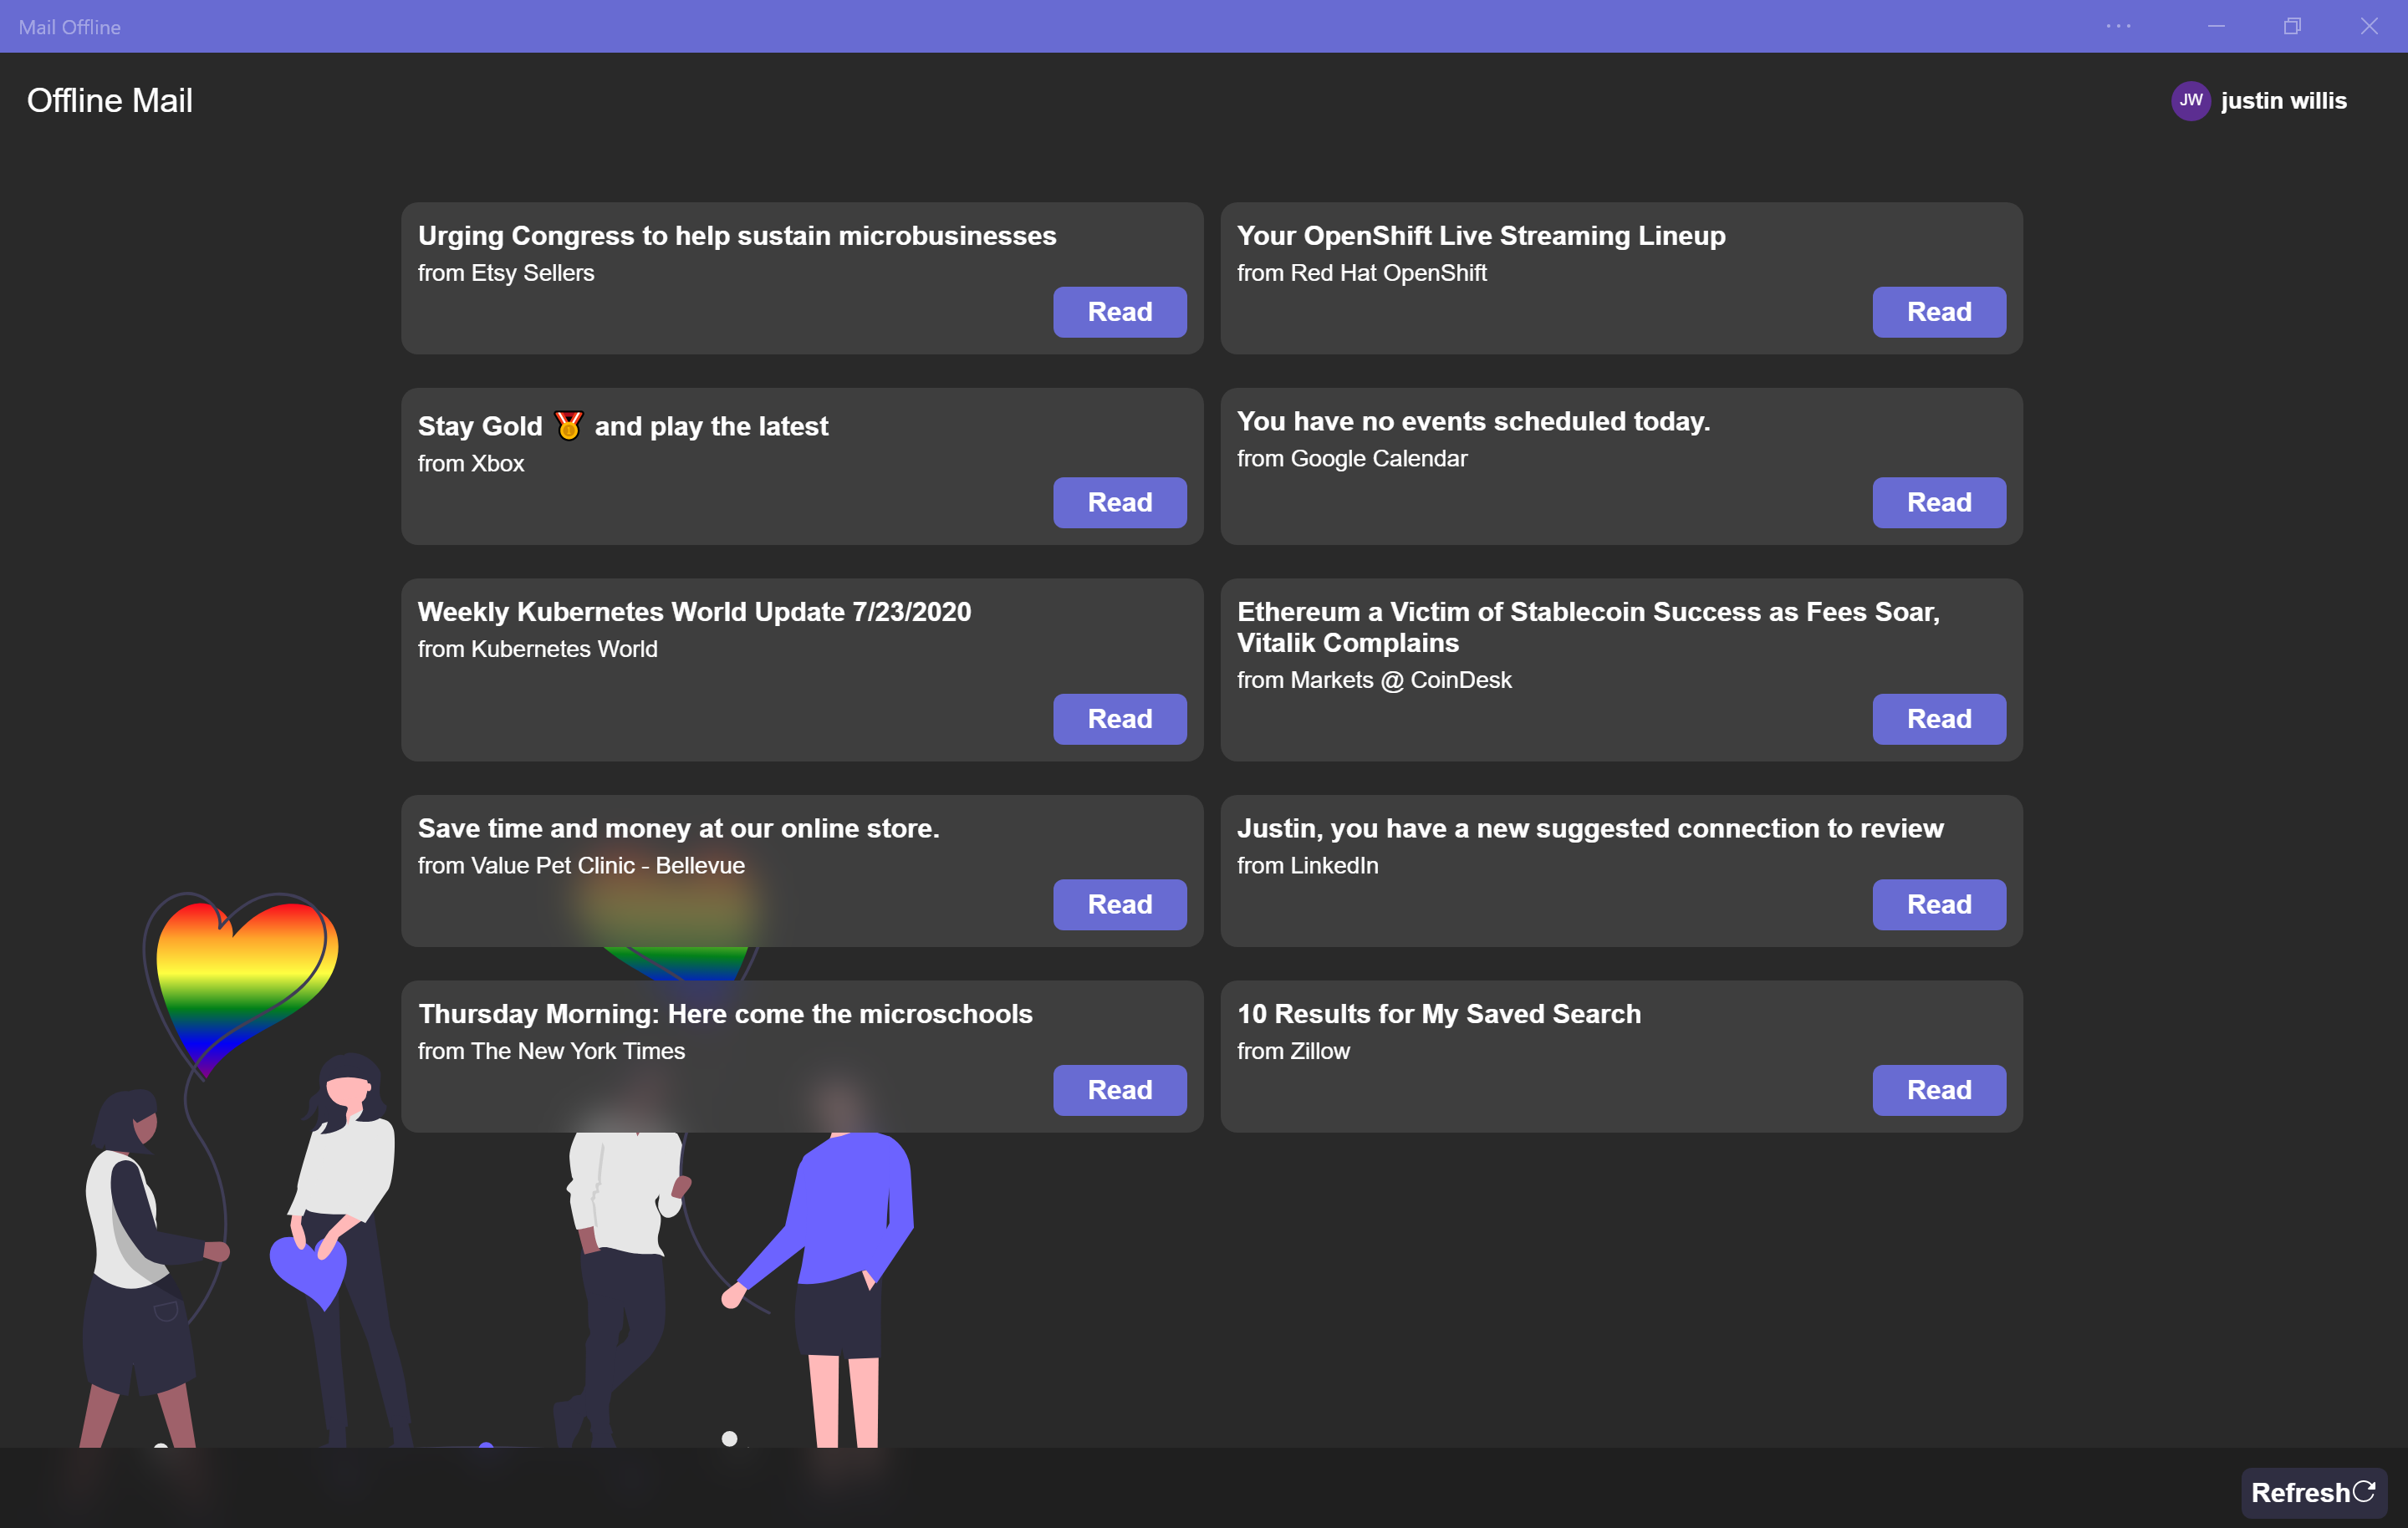 Mail Offline
Offline Mail
JW justin willis
Urging Congress to help sustain microbusinesses
from Etsy Sellers
Read
Your OpenShift Live Streaming Lineup
from Red Hat OpenShift
Read
Stay Gold 🏅 and play the latest
from Xbox
Read
You have no events scheduled today.
from Google Calendar
Read
Weekly Kubernetes World Update 7/23/2020
from Kubernetes World
Read
Ethereum a Victim of Stablecoin Success as Fees Soar,
Vitalik Complains
from Markets @ CoinDesk
Read
Save time and money at our online store.
from Value Pet Clinic - Bellevue
Read
Justin, you have a new suggested connection to review
from LinkedIn
Read
Thursday Morning: Here come the microschools
from The New York Times
Read
10 Results for My Saved Search
from Zillow
Read
Refresh